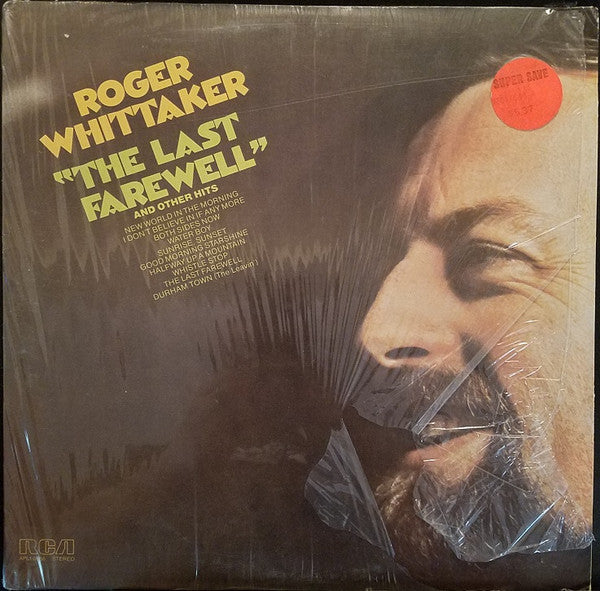 ROGER
WHITTAKER
“THE LAST
FAREWELL”
AND OTHER HITS
NEW WORLD IN THE MORNING
I DON'T BELIEVE IN IF ANY MORE
BOTH SIDES NOW
WATER BOY
SUNRISE, SUNSET
GOOD MORNING STARSHINE
HALFWAY UP A MOUNTAIN
WHISTLE STOP
THE LAST FAREWELL
DURHAM TOWN (The Leavin')
SUPER SAVE
RCA
STEREO